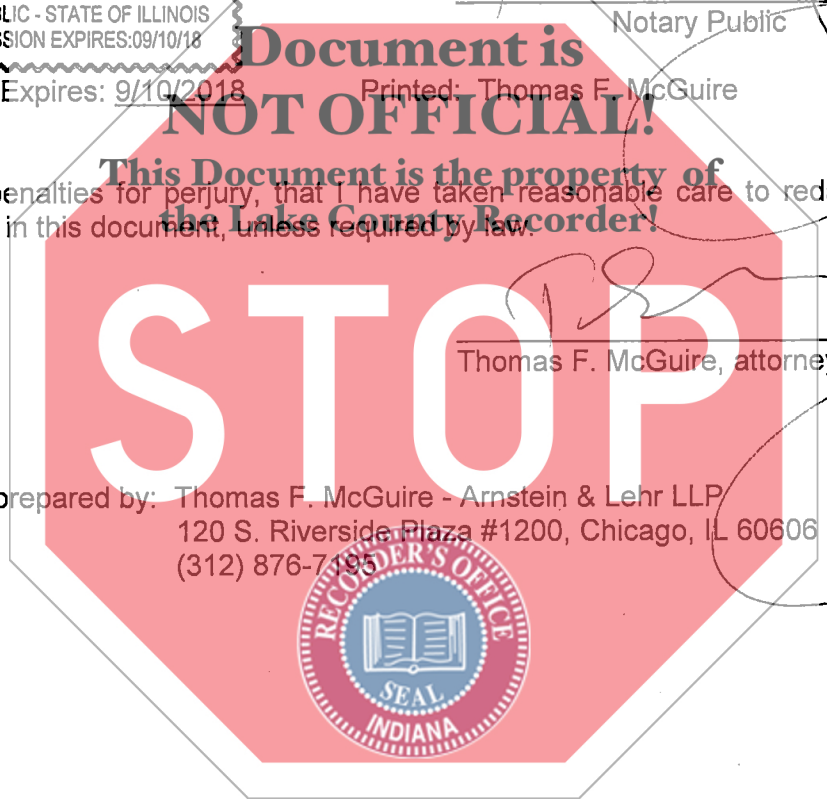 LIC - STATE OF ILLINOIS
SION EXPIRES:09/10/18
Notary Public
Document is
Expires: 9/10/2018 Printed: Thomas F. McGuire
NOT OFFICIAL!
This Document is the property of
enalties for perjury, that I have taken reasonable care to red
the Lake County Recorder!
in this document, unless required by law.
STOP
Thomas F. McGuire, attorney
prepared by: Thomas F. McGuire - Arnstein & Lehr LLP
120 S. Riverside Plaza #1200, Chicago, IL 60606
(312) 876-7195
RECORDER'S OFFICE
SEAL
INDIANA